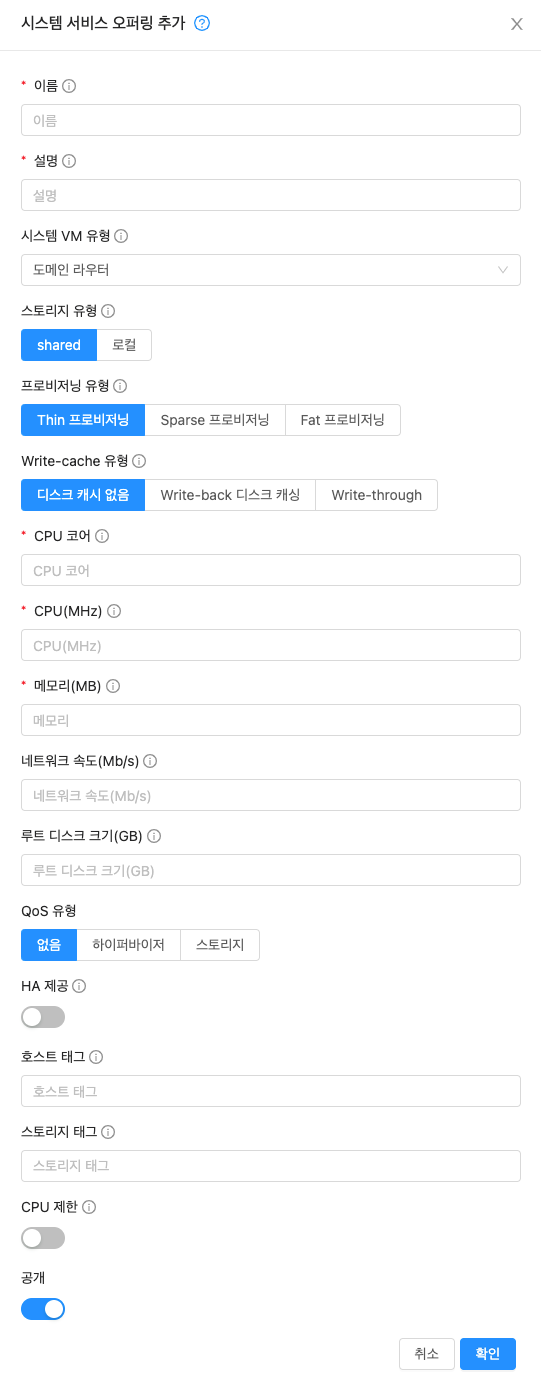 시스템 서비스 오퍼링 추가
* 이름
이름
* 설명
설명
시스템 VM 유형
도메인 라우터
스토리지 유형
shared 로컬
프로비저닝 유형
Thin 프로비저닝 Sparse 프로비저닝 Fat 프로비저닝
Write-cache 유형
디스크 캐시 없음 Write-back 디스크 캐싱 Write-through
* CPU 코어
CPU 코어
* CPU(MHz)
CPU(MHz)
* 메모리(MB)
메모리
네트워크 속도(Mb/s)
네트워크 속도(Mb/s)
루트 디스크 크기(GB)
루트 디스크 크기(GB)
QoS 유형
없음 하이퍼바이저 스토리지
HA 제공
호스트 태그
호스트 태그
스토리지 태그
스토리지 태그
CPU 제한
공개
취소 확인